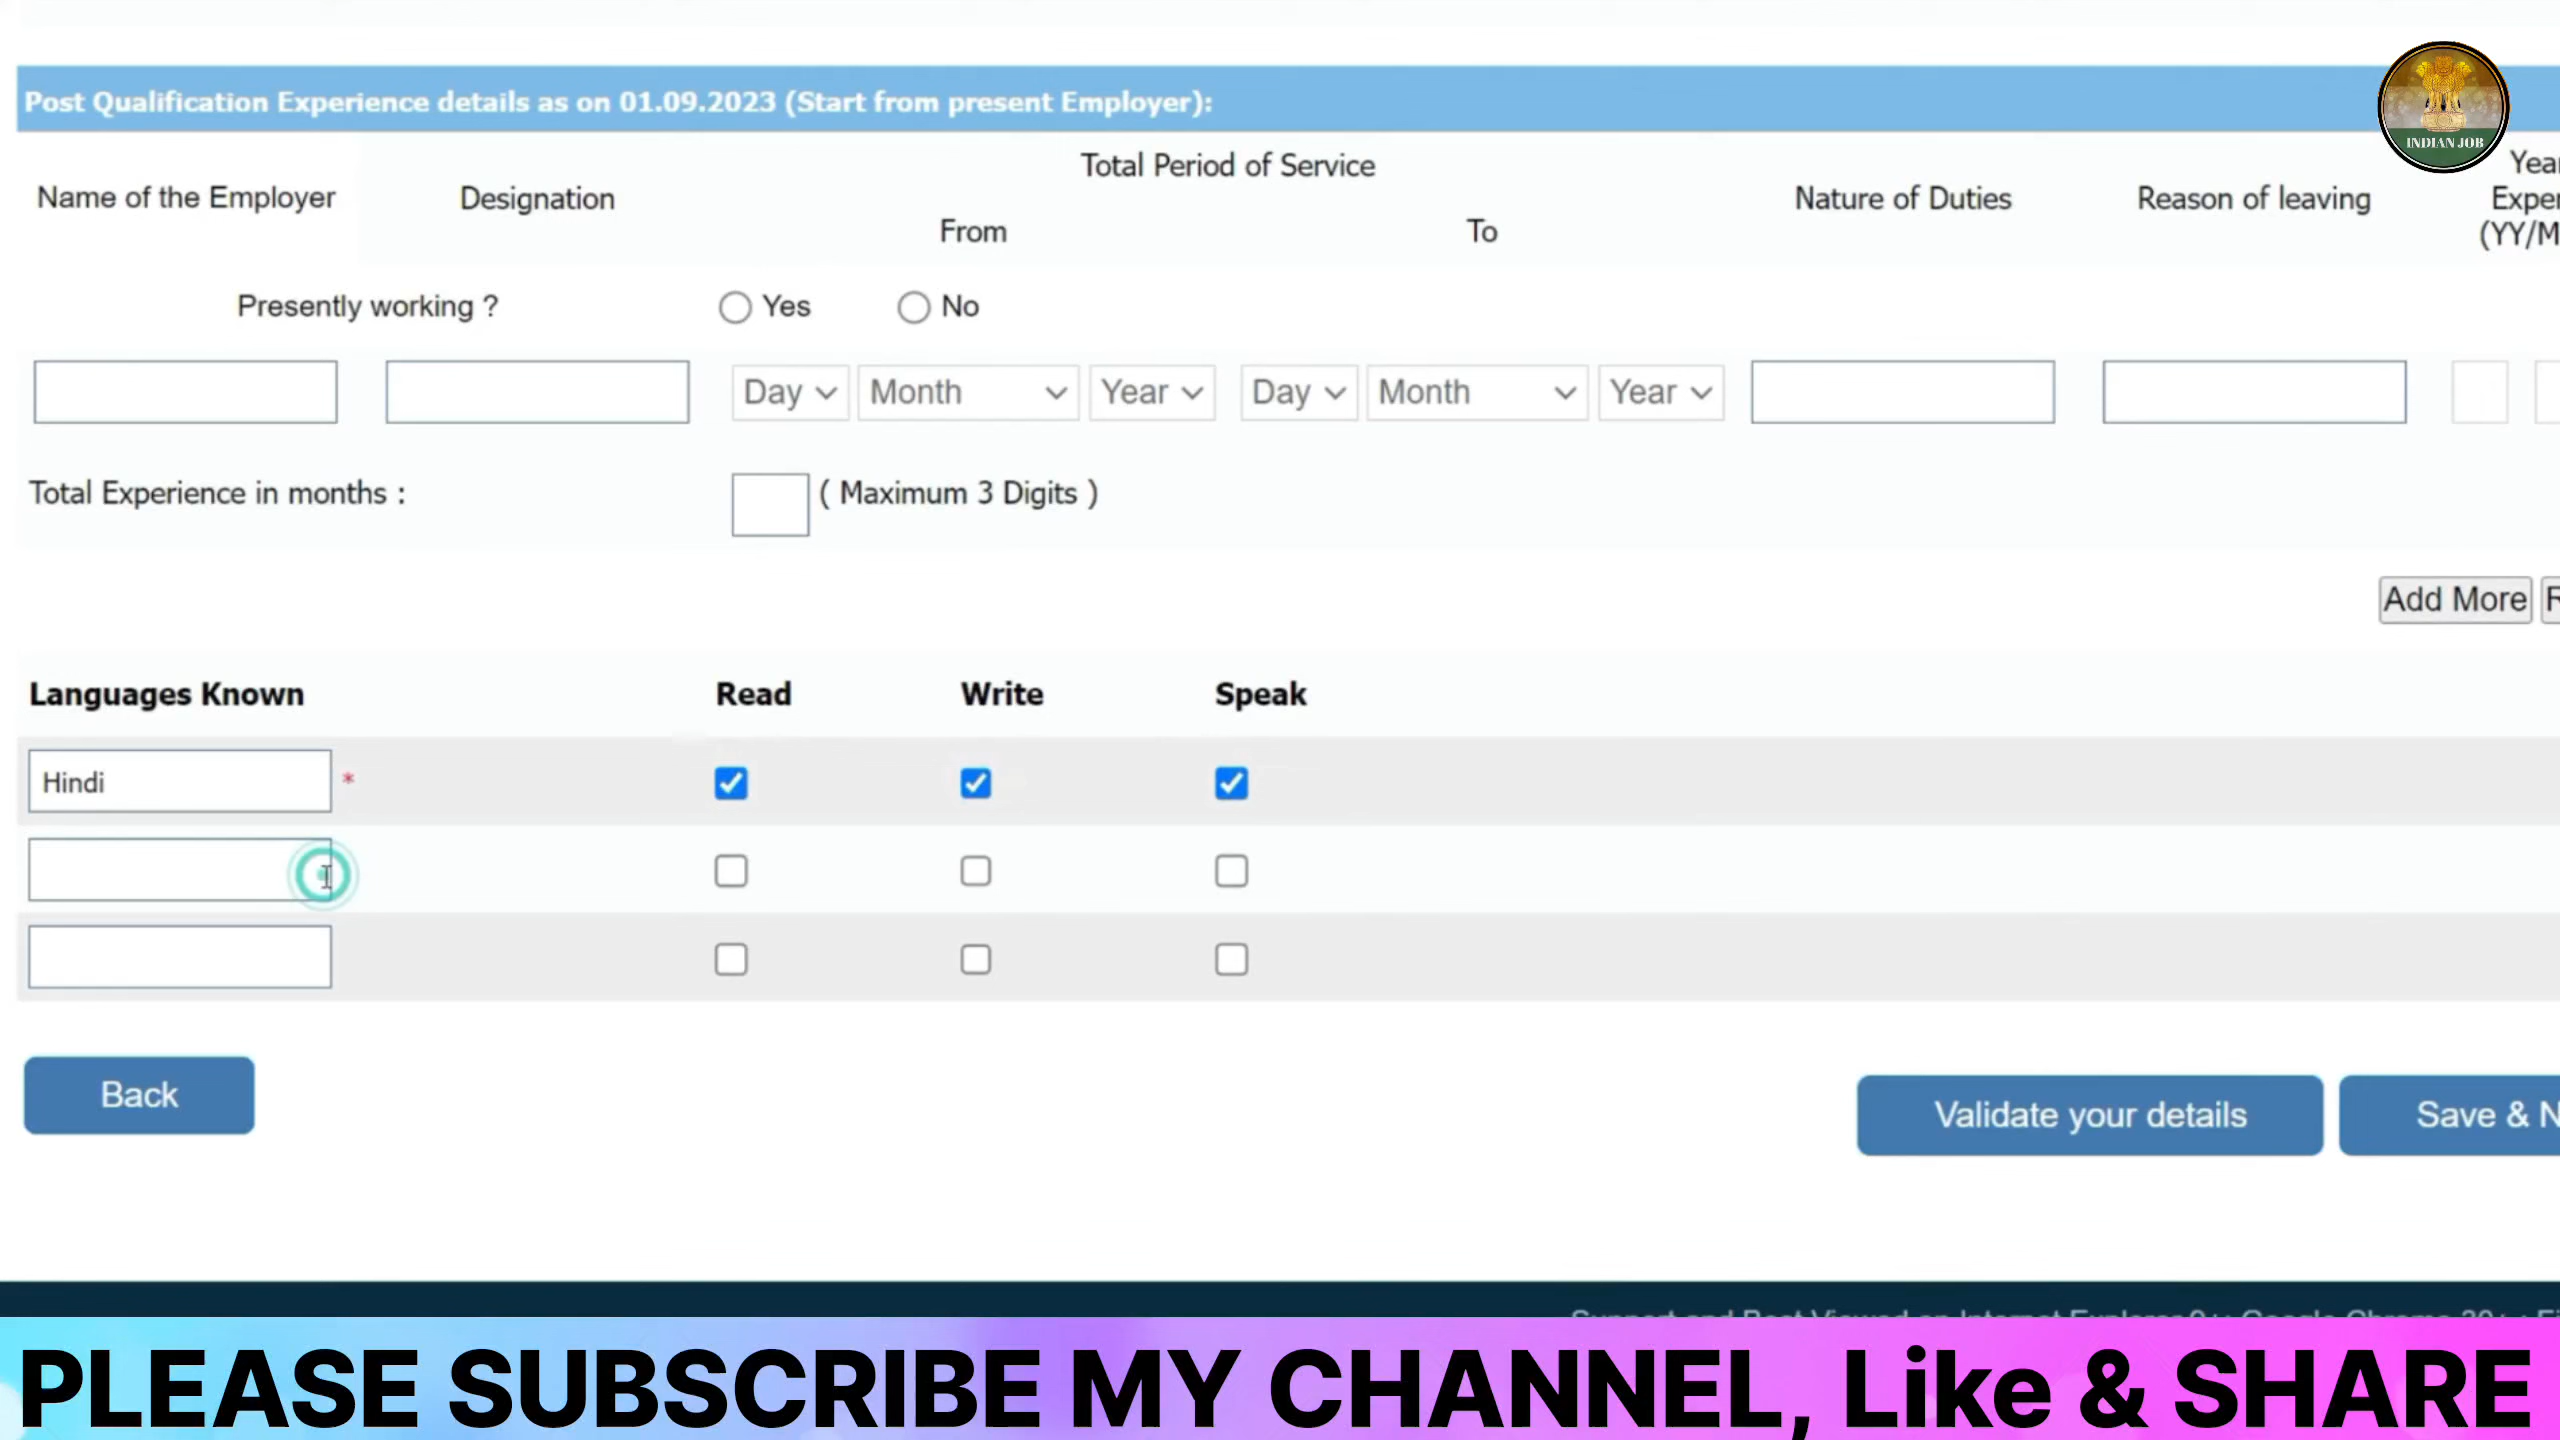 Post Qualification Experience details as on 01.09.2023 (Start from present Employer):
INDIAN JOB
Name of the Employer
Designation
Total Period of Service
From
To
Nature of Duties
Reason of leaving
(YY/M
Presently working ?
Yes
No
Day
Month
Year
Day
Month
Year
Total Experience in months :
( Maximum 3 Digits )
Add More
Languages Known
Read
Write
Speak
Hindi
*
Back
Validate your details
Save & N
PLEASE SUBSCRIBE MY CHANNEL, Like & SHARE